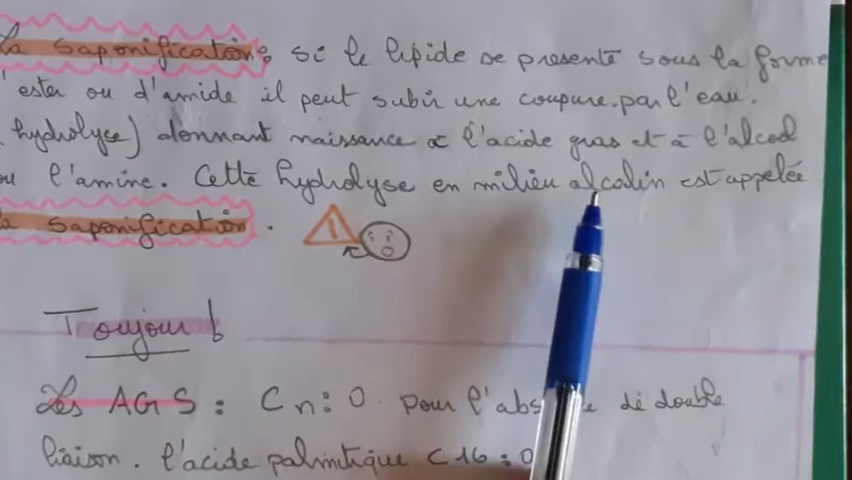 La saponification: si le lipide se presente sous la forme
d'ester ou d'amide il peut subir une coupure par l'eau.
(hydrolyce) donnant naissance à l'acide gras et à l'alcool
ou l'amine. Cette hydrolyse en milieu alcalin est appelée
la saponification.
Toujour!
Les AGS: Cn:0. pour l'abs de double
liaison. l'acide palmitique C16:0